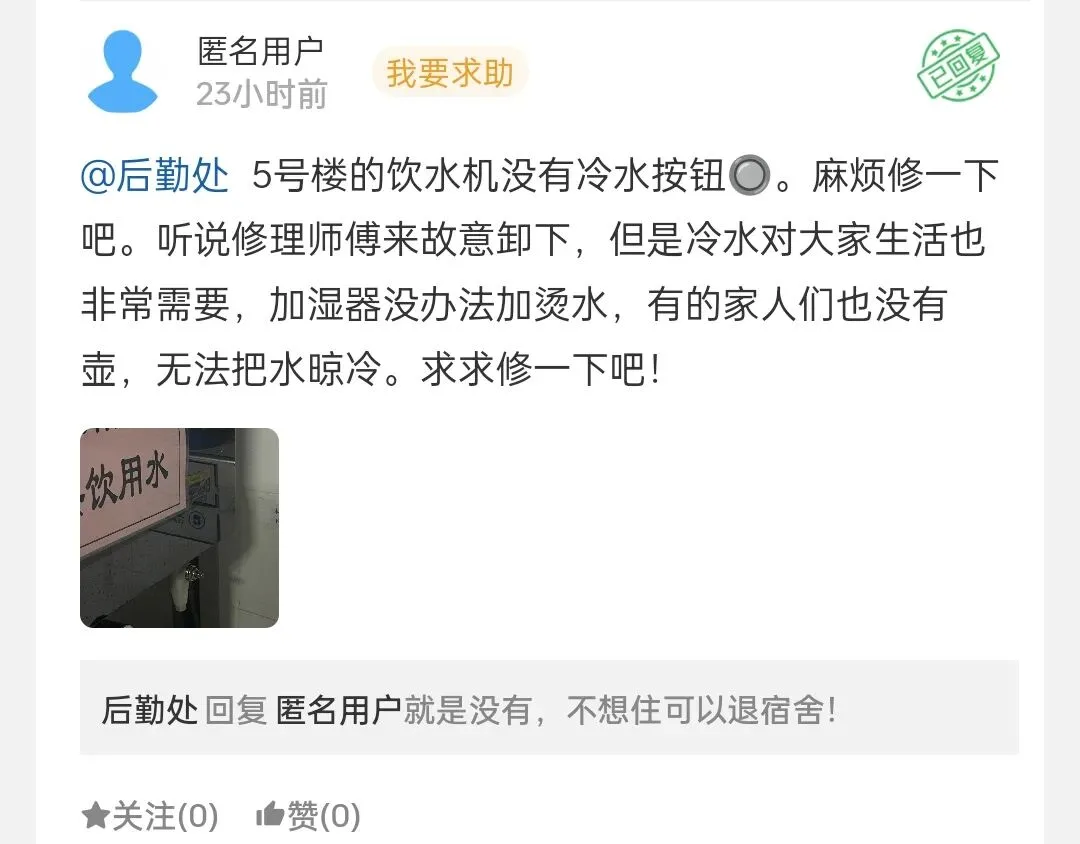 匿名用户
我要求助
23小时前
已回复
@后勤处 5号楼的饮水机没有冷水按钮🔘。麻烦修一下
吧。听说修理师傅来故意卸下，但是冷水对大家生活也
非常需要，加湿器没办法加烫水，有的家人们也没有
壶，无法把水晾冷。求求修一下吧！
饮用水
后勤处 回复 匿名用户就是没有，不想住可以退宿舍！
关注(0) 赞(0)